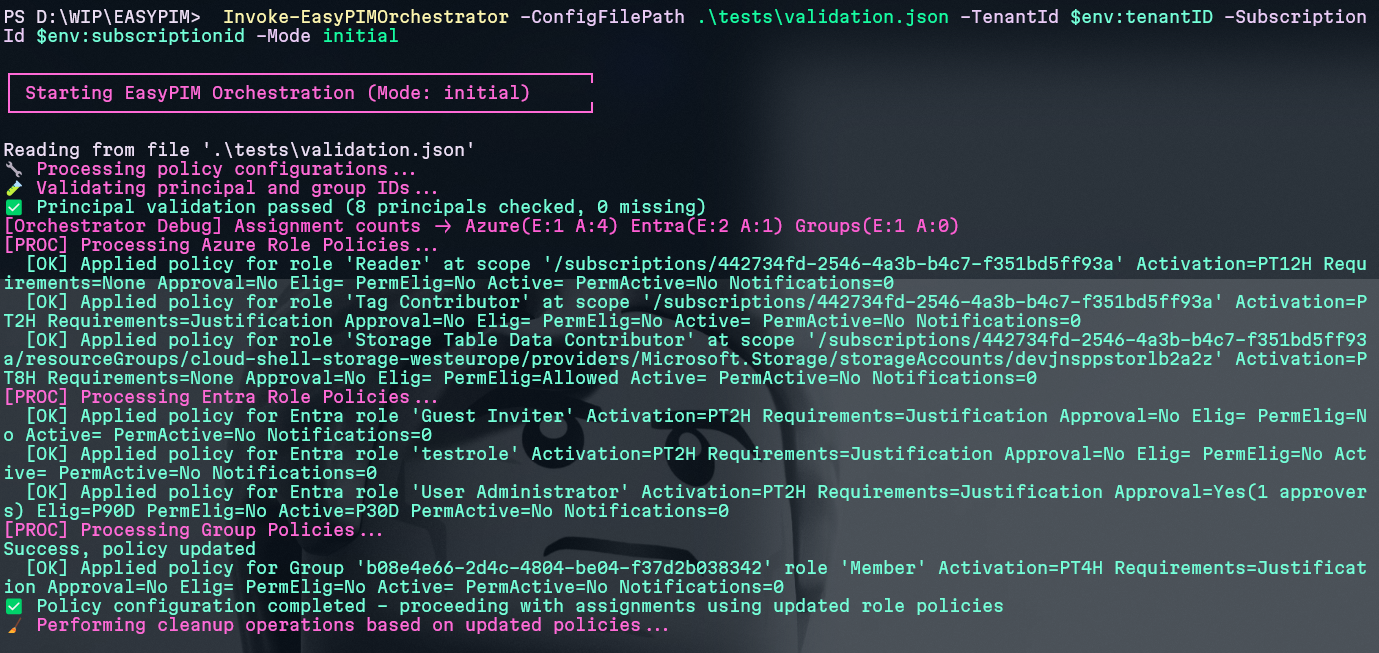 PS D:\WIP\EASYPIM>  Invoke-EasyPIMOrchestrator -ConfigFilePath .\tests\validation.json -TenantId $env:tenantID -Subscription
Id $env:subscriptionid -Mode initial
Starting EasyPIM Orchestration (Mode: initial)
Reading from file '.\tests\validation.json'
🔧 Processing policy configurations...
🧪 Validating principal and group IDs...
✅ Principal validation passed (8 principals checked, 0 missing)
[Orchestrator Debug] Assignment counts → Azure(E:1 A:4) Entra(E:2 A:1) Groups(E:1 A:0)
[PROC] Processing Azure Role Policies...
  [OK] Applied policy for role 'Reader' at scope '/subscriptions/442734fd-2546-4a3b-b4c7-f351bd5ff93a' Activation=PT12H Requ
irements=None Approval=No Elig= PermElig=No Active= PermActive=No Notifications=0
  [OK] Applied policy for role 'Tag Contributor' at scope '/subscriptions/442734fd-2546-4a3b-b4c7-f351bd5ff93a' Activation=P
T2H Requirements=Justification Approval=No Elig= PermElig=No Active= PermActive=No Notifications=0
  [OK] Applied policy for role 'Storage Table Data Contributor' at scope '/subscriptions/442734fd-2546-4a3b-b4c7-f351bd5ff93
a/resourceGroups/cloud-shell-storage-westeurope/providers/Microsoft.Storage/storageAccounts/devjnsppstorlb2a2z' Activation=P
T8H Requirements=None Approval=No Elig= PermElig=Allowed Active= PermActive=No Notifications=0
[PROC] Processing Entra Role Policies...
  [OK] Applied policy for Entra role 'Guest Inviter' Activation=PT2H Requirements=Justification Approval=No Elig= PermElig=N
o Active= PermActive=No Notifications=0
  [OK] Applied policy for Entra role 'testrole' Activation=PT2H Requirements=Justification Approval=No Elig= PermElig=No Act
ive= PermActive=No Notifications=0
  [OK] Applied policy for Entra role 'User Administrator' Activation=PT2H Requirements=Justification Approval=Yes(1 approver
s) Elig=P90D PermElig=No Active=P30D PermActive=No Notifications=0
[PROC] Processing Group Policies...
Success, policy updated
  [OK] Applied policy for Group 'b08e4e66-2d4c-4804-be04-f37d2b038342' role 'Member' Activation=PT4H Requirements=Justificat
ion Approval=No Elig= PermElig=No Active= PermActive=No Notifications=0
✅ Policy configuration completed - proceeding with assignments using updated role policies
🧹 Performing cleanup operations based on updated policies...